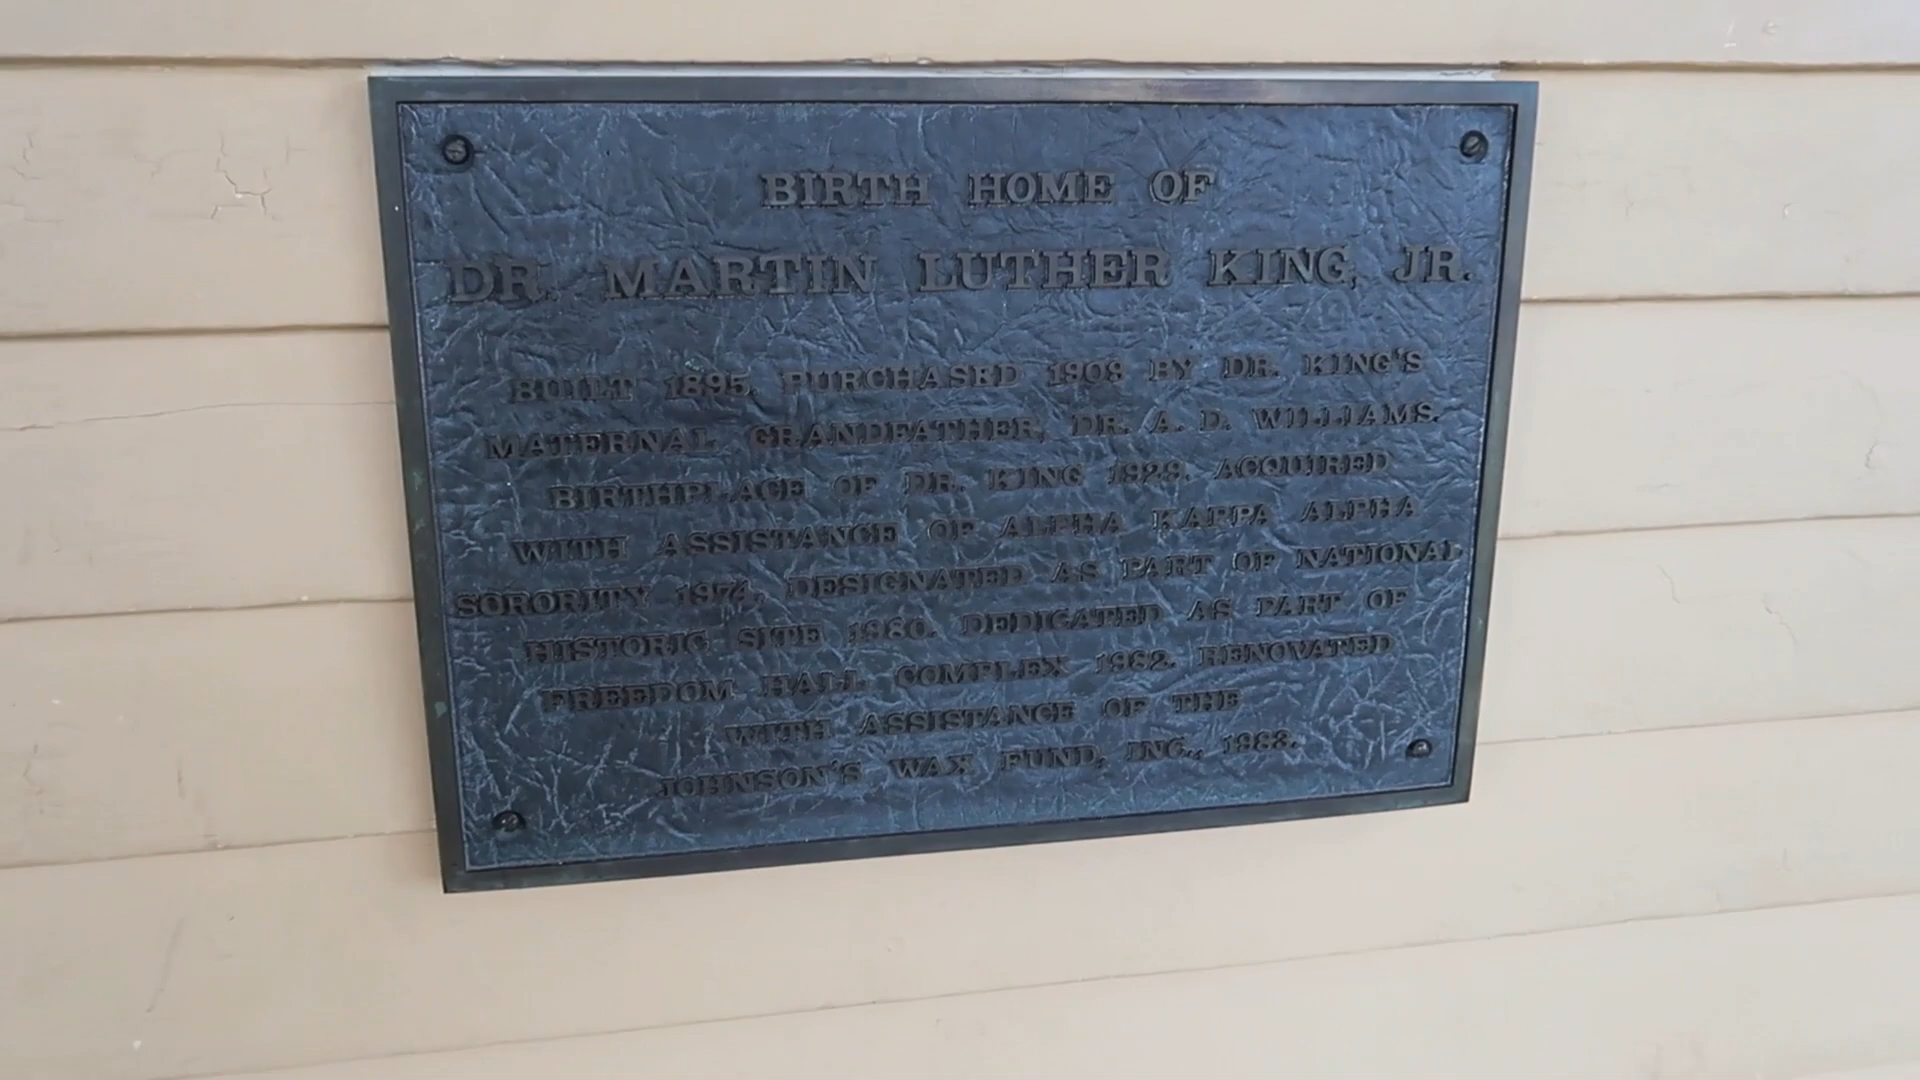 BIRTH HOME OF
DR. MARTIN LUTHER KING, JR.
BUILT 1895. PURCHASED 1909 BY DR. KING'S
MATERNAL GRANDFATHER, DR. A. D. WILLIAMS.
BIRTHPLACE OF DR. KING 1929. ACQUIRED
WITH ASSISTANCE OF ALPHA KAPPA ALPHA
SORORITY 1974. DESIGNATED AS PART OF NATIONAL
HISTORIC SITE 1980. DEDICATED AS PART OF
FREEDOM HALL COMPLEX 1982. RENOVATED
WITH ASSISTANCE OF THE
JOHNSON'S WAX FUND, INC., 1983.